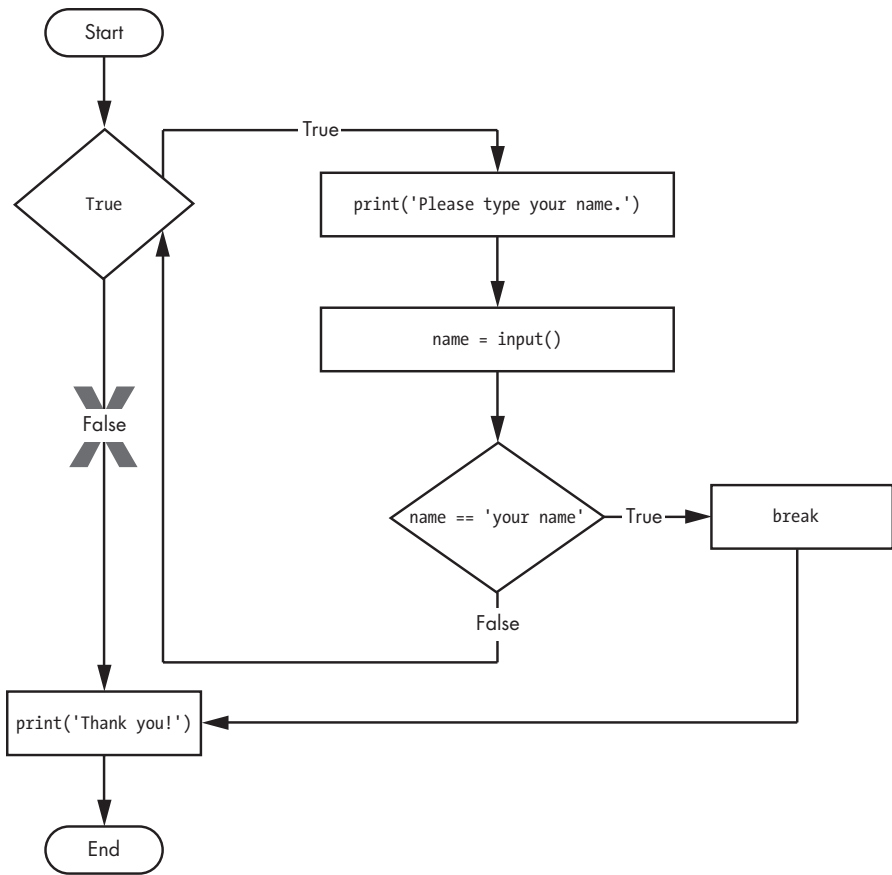 Start
True
True
print('Please type your name.')
name = input()
False
name == 'your name'
True
break
False
print('Thank you!')
End